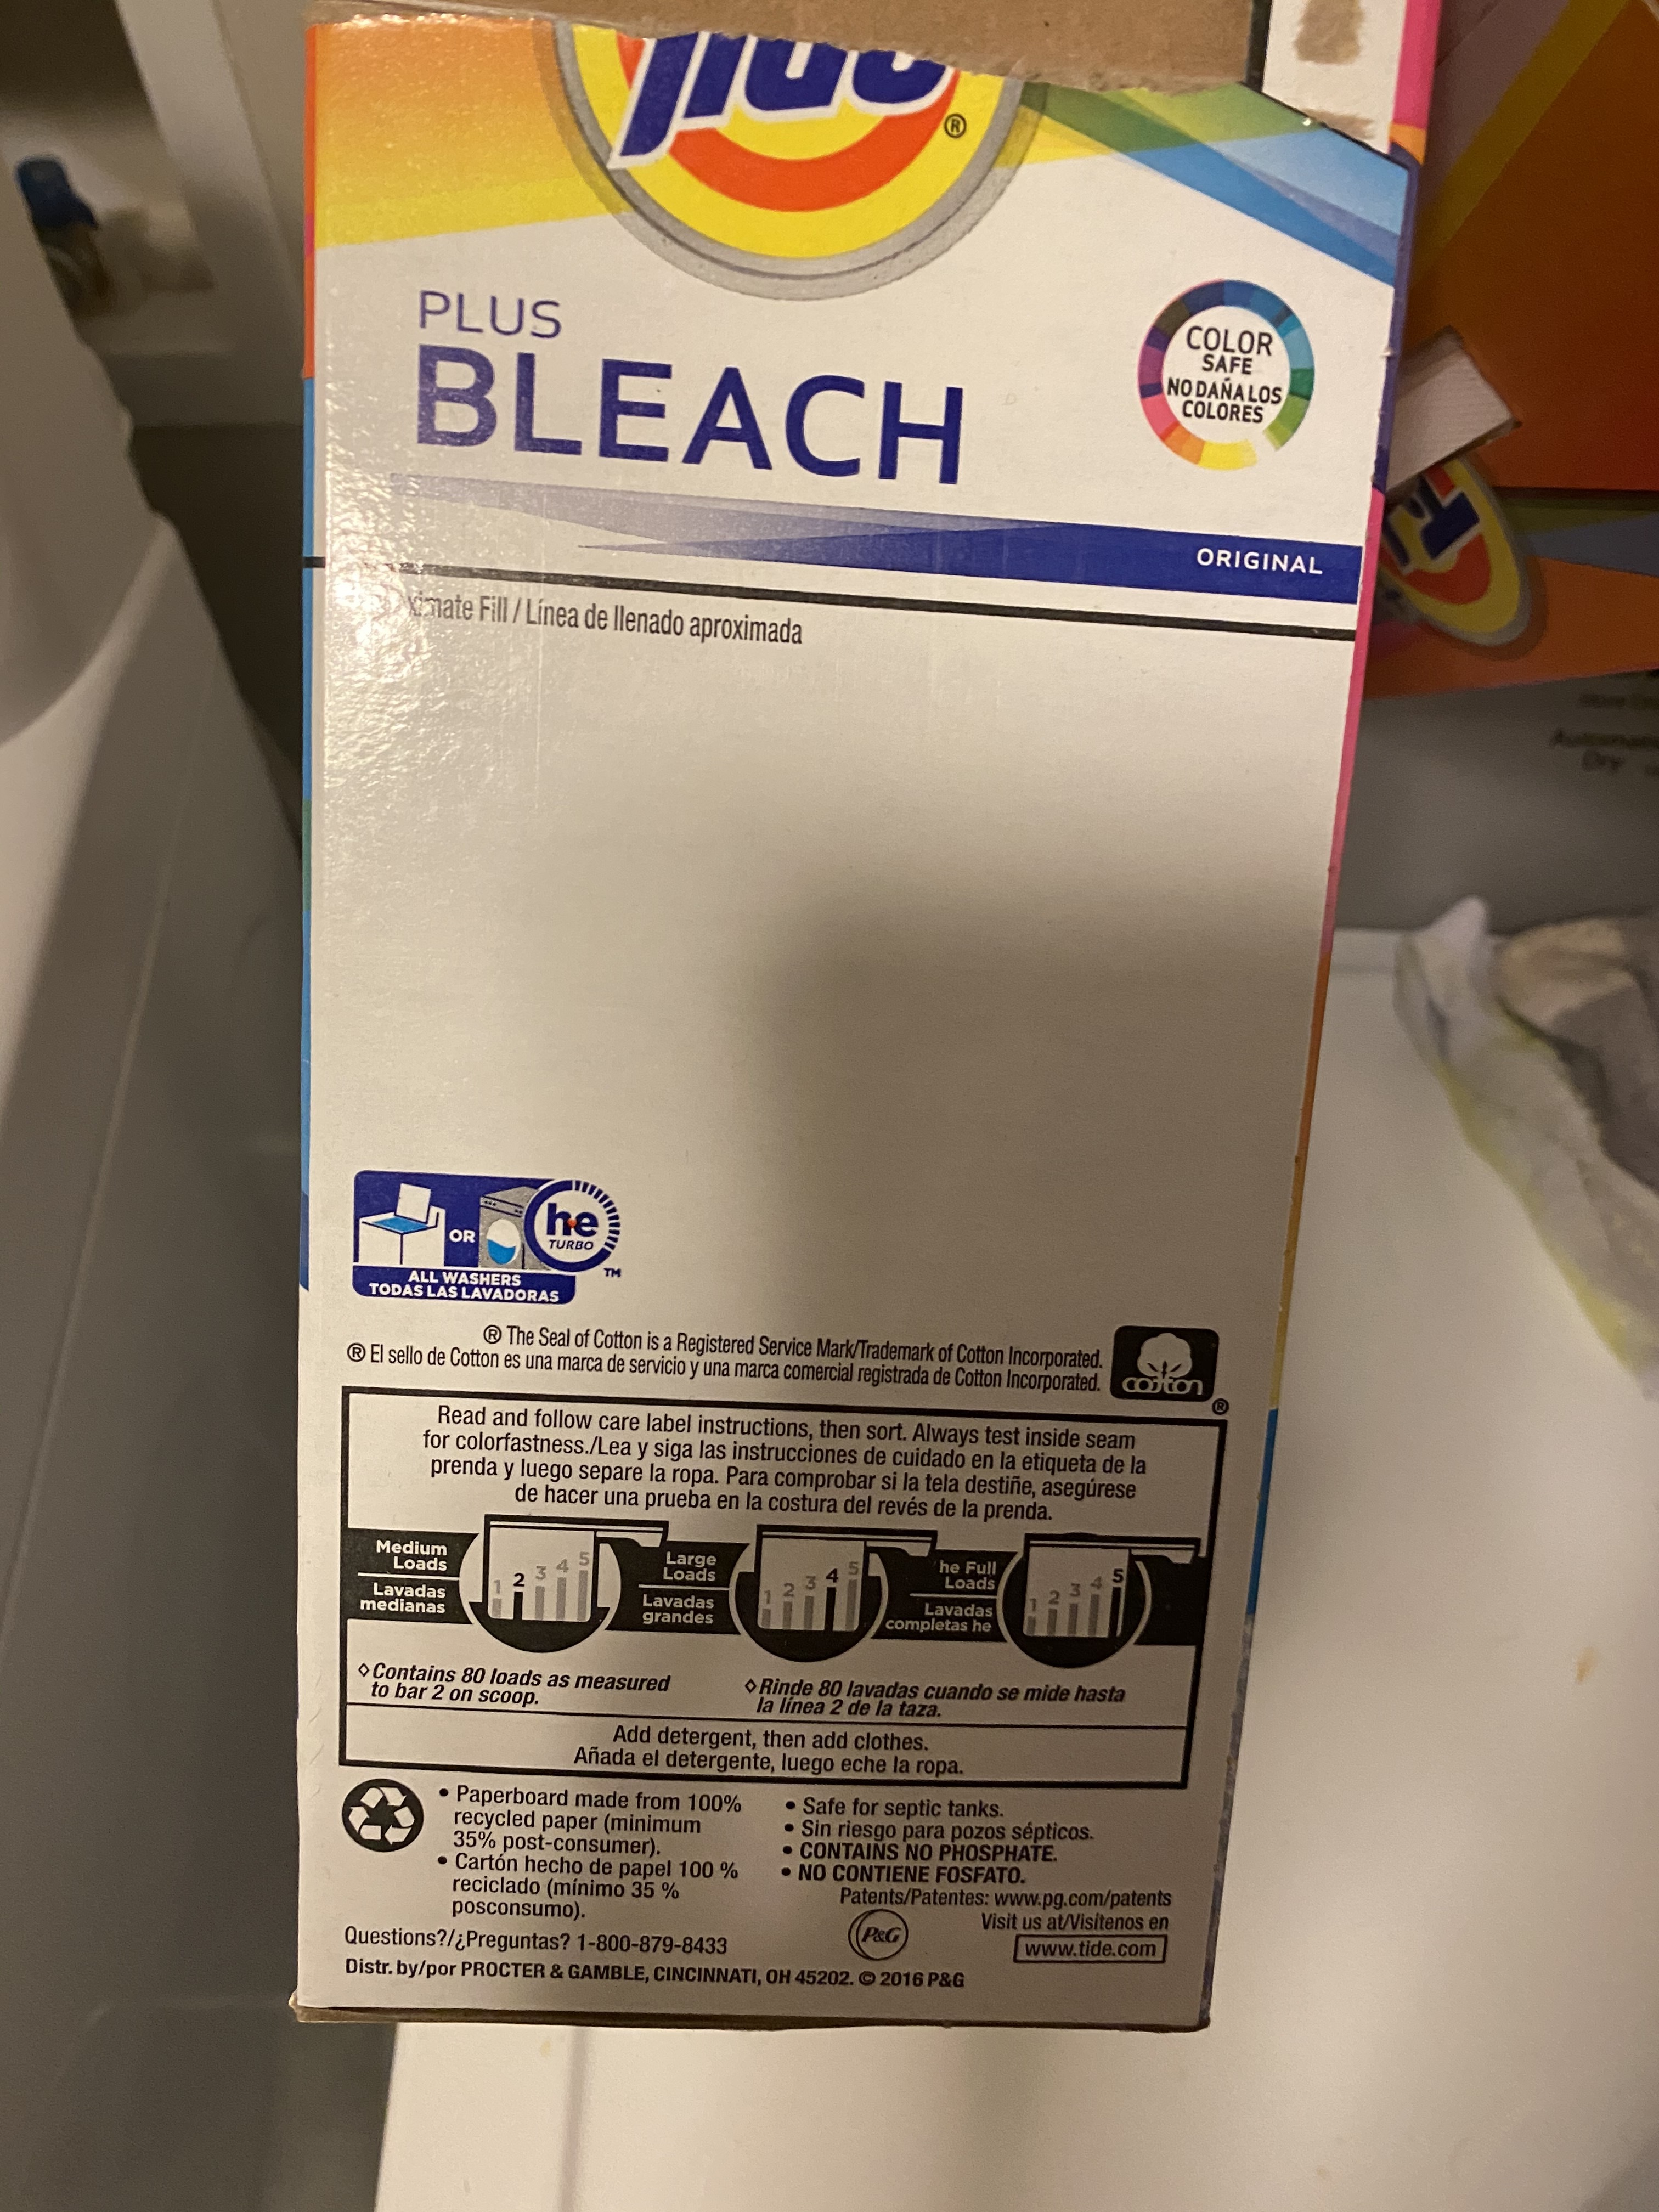 Tide®
PLUS
BLEACH
COLOR
SAFE
NO DAÑA LOS
COLORES
ORIGINAL
Fill / Línea de llenado aproximada
OR
he
TURBO
TM
ALL WASHERS
TODAS LAS LAVADORAS
® The Seal of Cotton is a Registered Service Mark/Trademark of Cotton Incorporated.
® El sello de Cotton es una marca de servicio y una marca comercial registrada de Cotton Incorporated.
cotton
®
Read and follow care label instructions, then sort. Always test inside seam
for colorfastness./Lea y siga las instrucciones de cuidado en la etiqueta de la
prenda y luego separe la ropa. Para comprobar si la tela destiñe, asegúrese
de hacer una prueba en la costura del revés de la prenda.
Medium
Loads
Lavadas
medianas
1 2 3 4 5
Large
Loads
Lavadas
grandes
1 2 3 4 5
he Full
Loads
Lavadas
completas he
1 2 3 4 5
◊Contains 80 loads as measured
to bar 2 on scoop.
◊Rinde 80 lavadas cuando se mide hasta
la línea 2 de la taza.
Add detergent, then add clothes.
Añada el detergente, luego eche la ropa.
• Paperboard made from 100%
recycled paper (minimum
35% post-consumer).
• Cartón hecho de papel 100 %
reciclado (mínimo 35 %
posconsumo).
• Safe for septic tanks.
• Sin riesgo para pozos sépticos.
• CONTAINS NO PHOSPHATE.
• NO CONTIENE FOSFATO.
Patents/Patentes: www.pg.com/patents
P&G
Visit us at/Visítenos en
www.tide.com
Questions?/¿Preguntas? 1-800-879-8433
Distr. by/por PROCTER & GAMBLE, CINCINNATI, OH 45202. © 2016 P&G
Dry